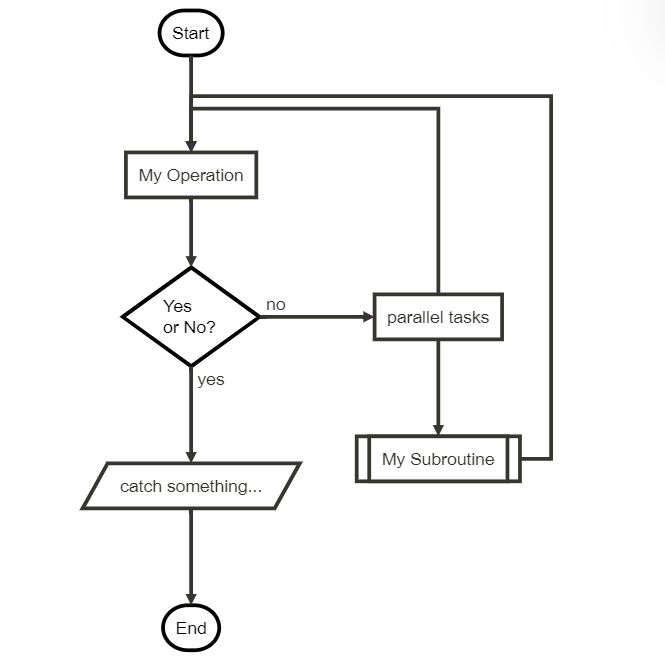 Start
My Operation
Yes
or No?
no
parallel tasks
yes
My Subroutine
catch something...
End